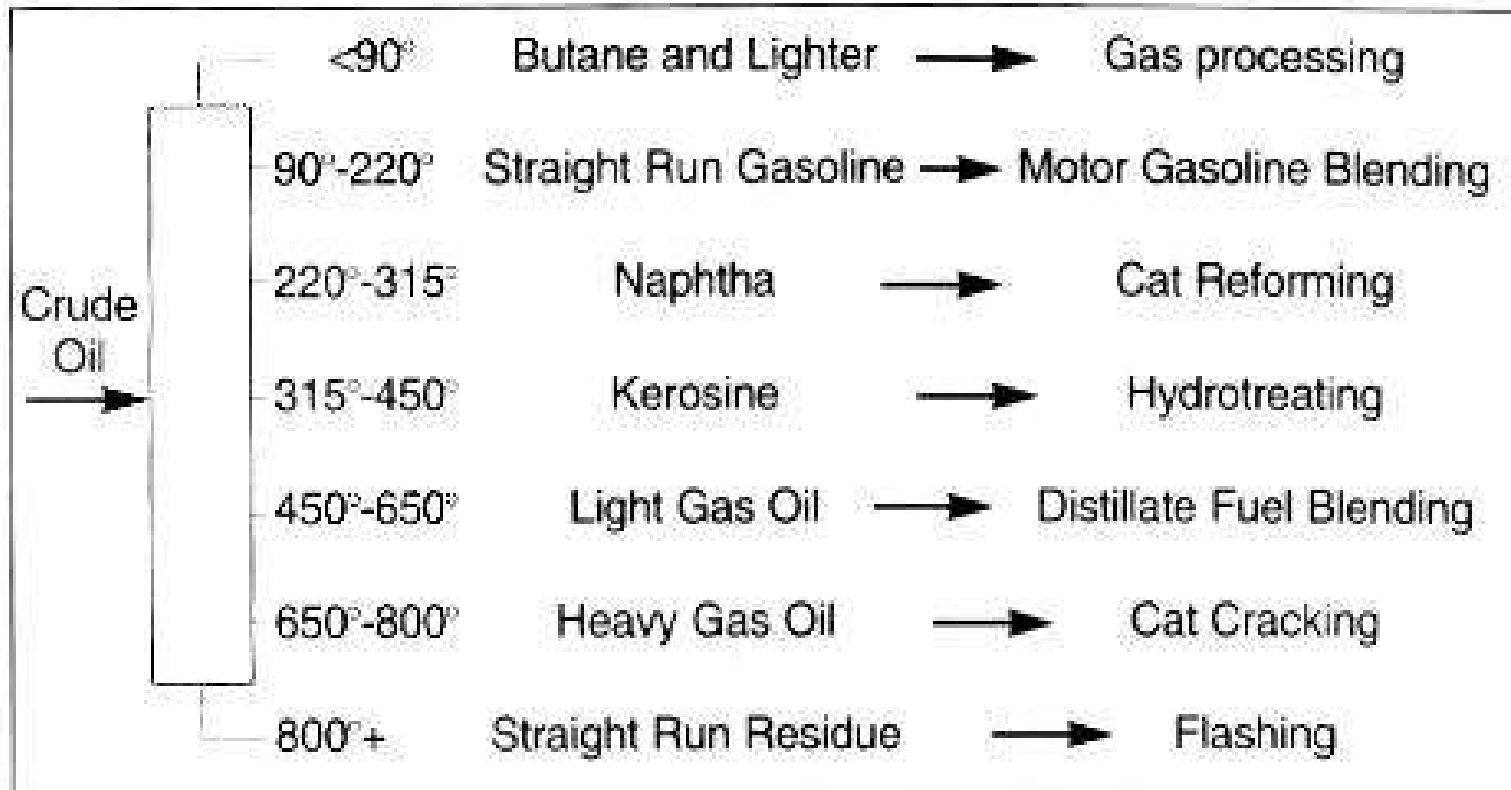 <90° Butane and Lighter Gas processing
90°-220° Straight Run Gasoline Motor Gasoline Blending
220°-315° Naphtha Cat Reforming
Crude
Oil
315°-450° Kerosine Hydrotreating
450°-650° Light Gas Oil Distillate Fuel Blending
650°-800° Heavy Gas Oil Cat Cracking
800°+ Straight Run Residue Flashing